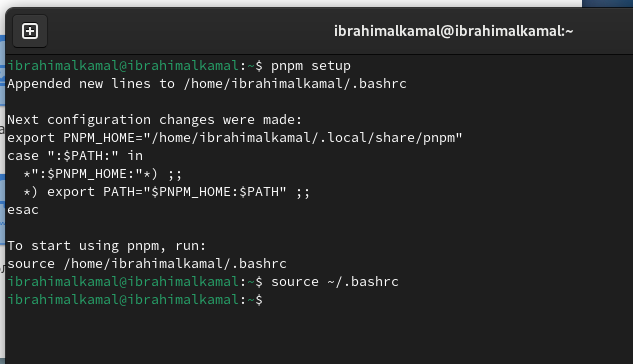 ibrahimalkamal@ibrahimalkamal:~
ibrahimalkamal@ibrahimalkamal:~$ pnpm setup
Appended new lines to /home/ibrahimalkamal/.bashrc

Next configuration changes were made:
export PNPM_HOME="/home/ibrahimalkamal/.local/share/pnpm"
case ":$PATH:" in
  *":$PNPM_HOME:"*) ;;
  *) export PATH="$PNPM_HOME:$PATH" ;;
esac

To start using pnpm, run:
source /home/ibrahimalkamal/.bashrc
ibrahimalkamal@ibrahimalkamal:~$ source ~/.bashrc
ibrahimalkamal@ibrahimalkamal:~$